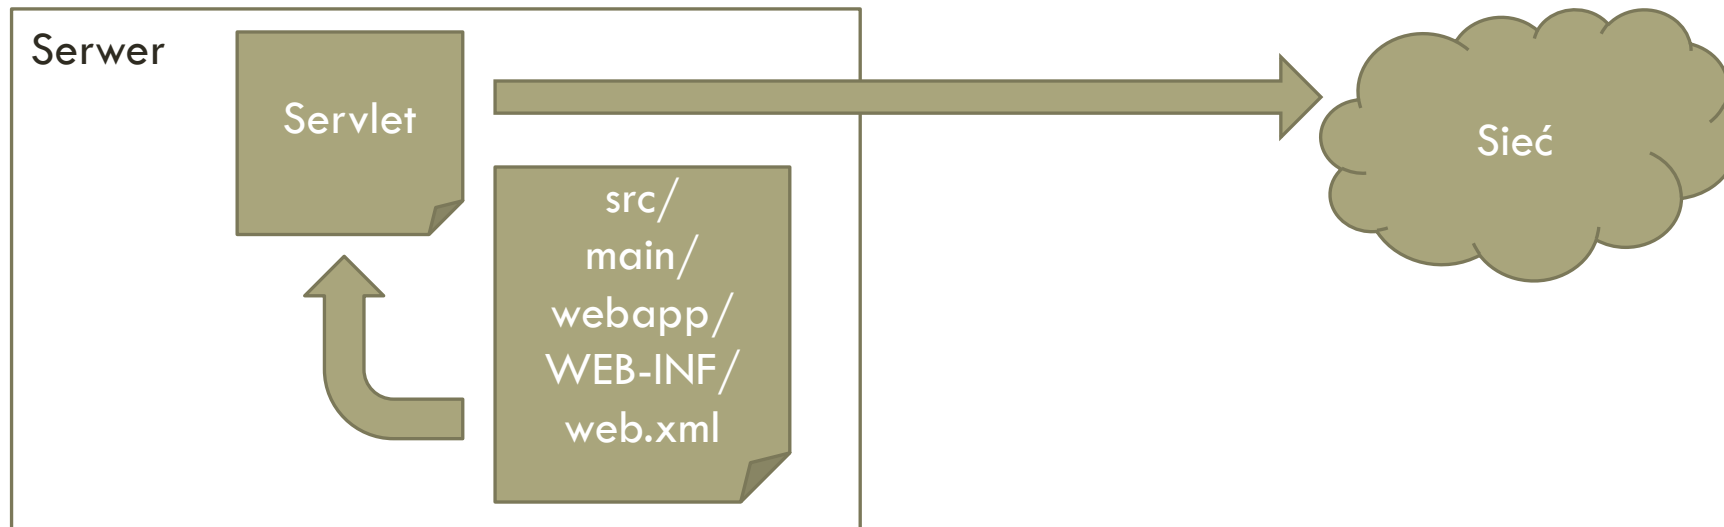 Serwer
Servlet
Sieć
src/
main/
webapp/
WEB-INF/
web.xml